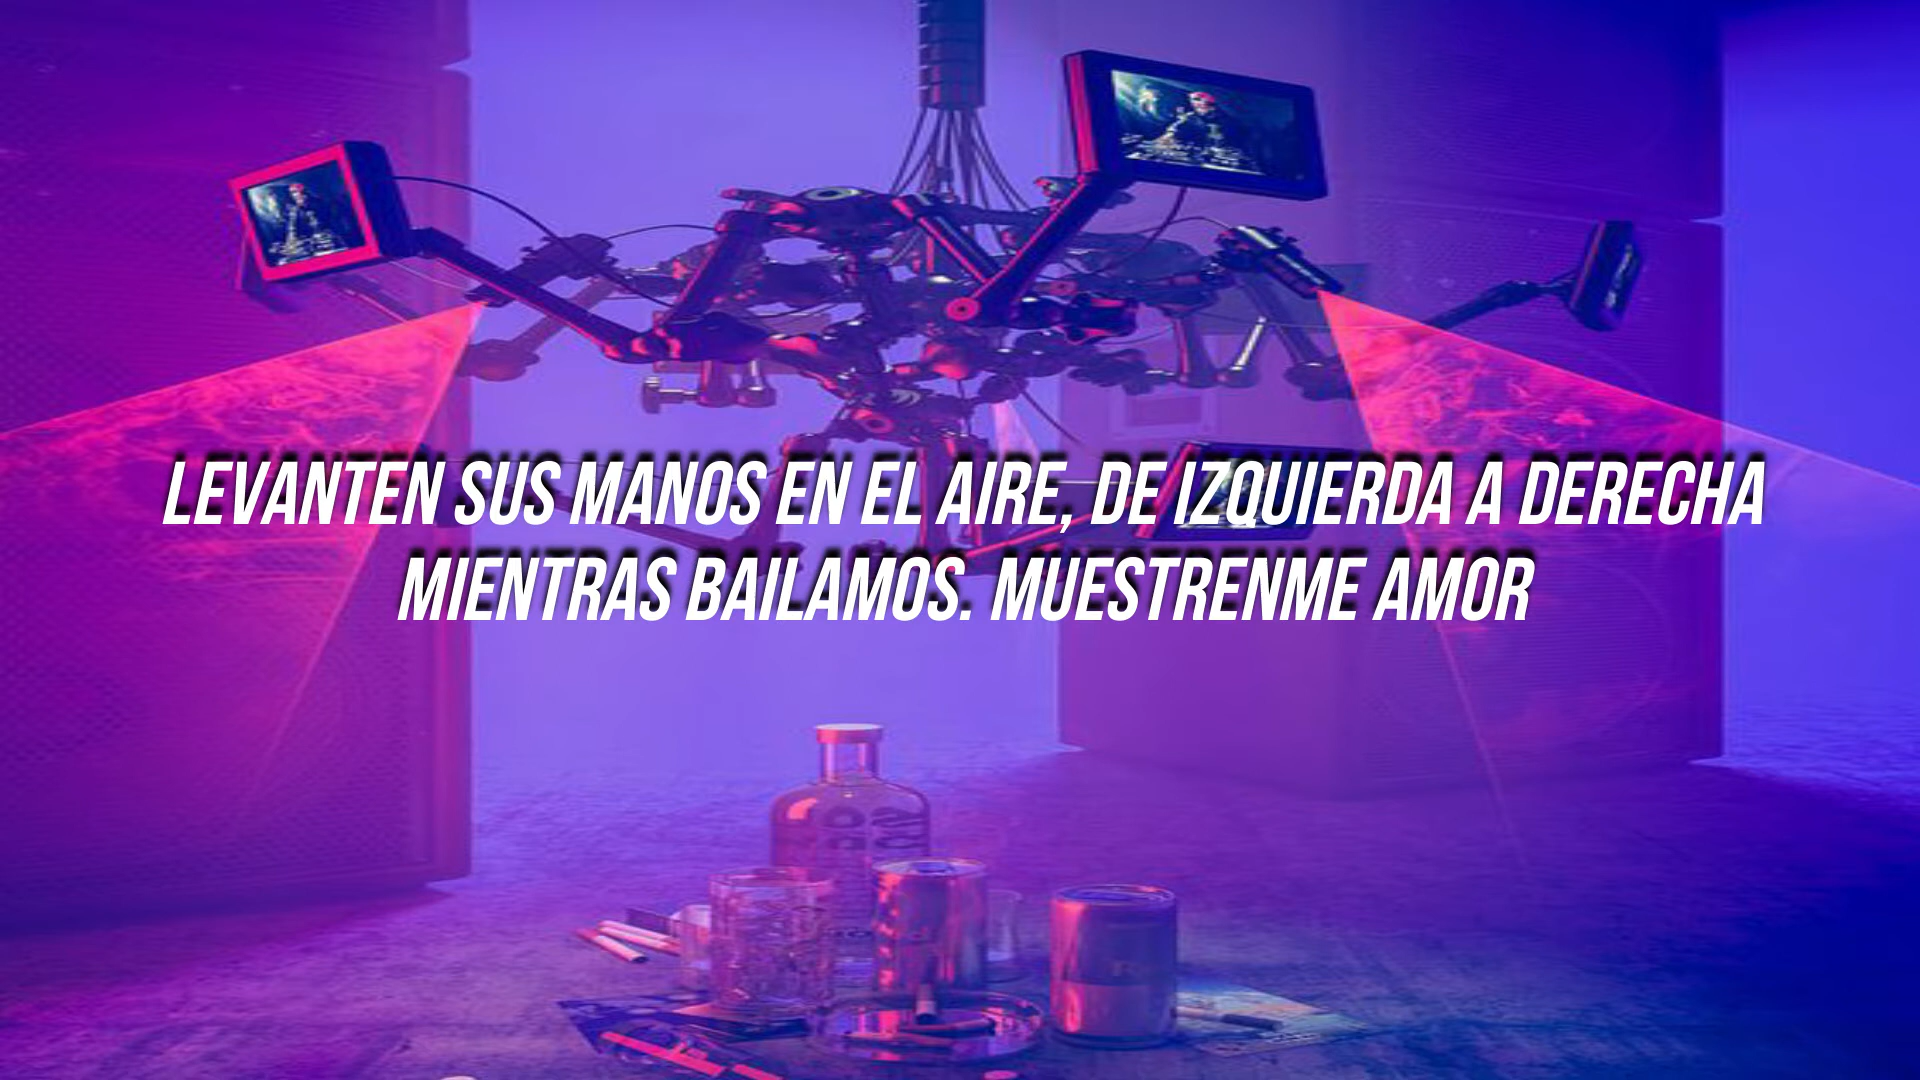 LEVANTEN SUS MANOS EN EL AIRE, DE IZQUIERDA A DERECHA
MIENTRAS BAILAMOS. MUESTRENME AMOR